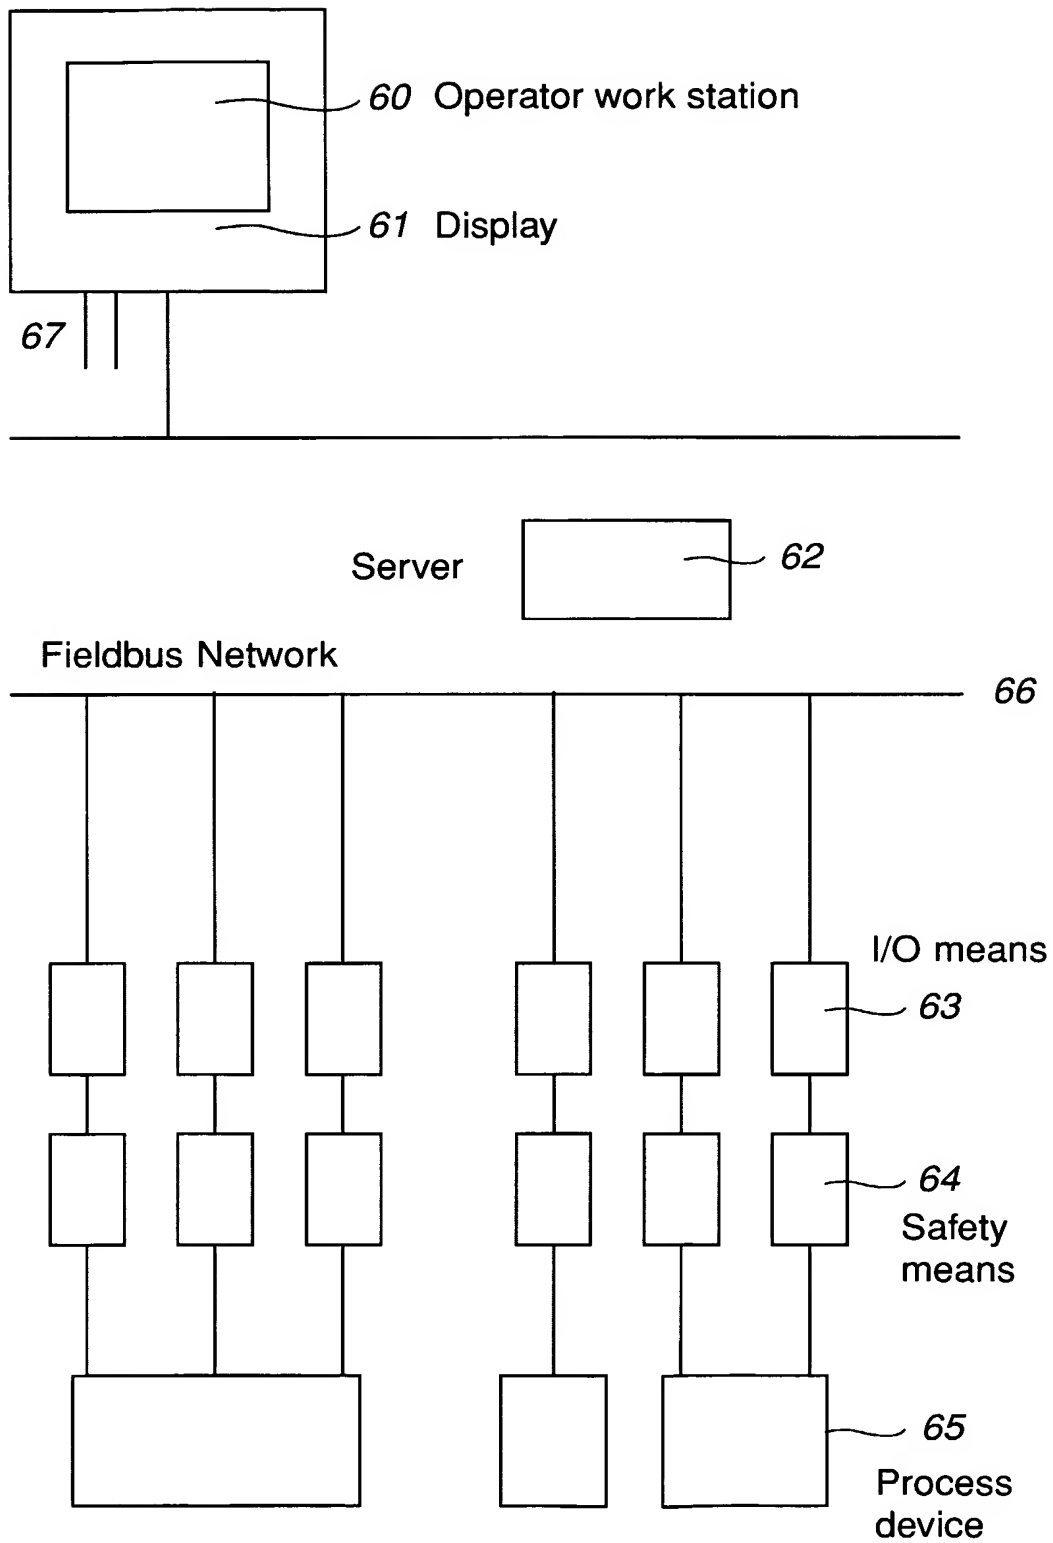 60 Operator work station
61 Display
67
Server
62
Fieldbus Network
66
I/O means
63
64
Safety
means
65
Process
device